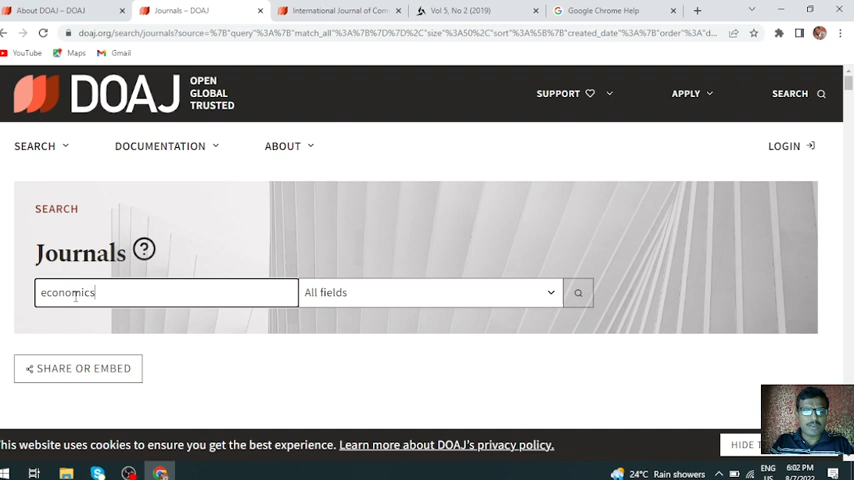 About DOAJ – DOAJ
Journals – DOAJ
International Journal of Com
Vol 5, No 2 (2019)
Google Chrome Help
doaj.org/search/journals?source=%7B"query"%3A%7B"match_all"%3A%7B%7D%7D%2C"size"%3A50%2C"sort"%3A%5B%7B"created_date"%3A%7B"order"%3A"d...
YouTube
Maps
Gmail
DOAJ
OPEN
GLOBAL
TRUSTED
SUPPORT
APPLY
SEARCH
SEARCH
DOCUMENTATION
ABOUT
LOGIN
SEARCH
Journals ?
economics
All fields
SHARE OR EMBED
This website uses cookies to ensure you get the best experience. Learn more about DOAJ's privacy policy.
HIDE
24°C Rain showers
ENG
US
6:02 PM
8/7/2022